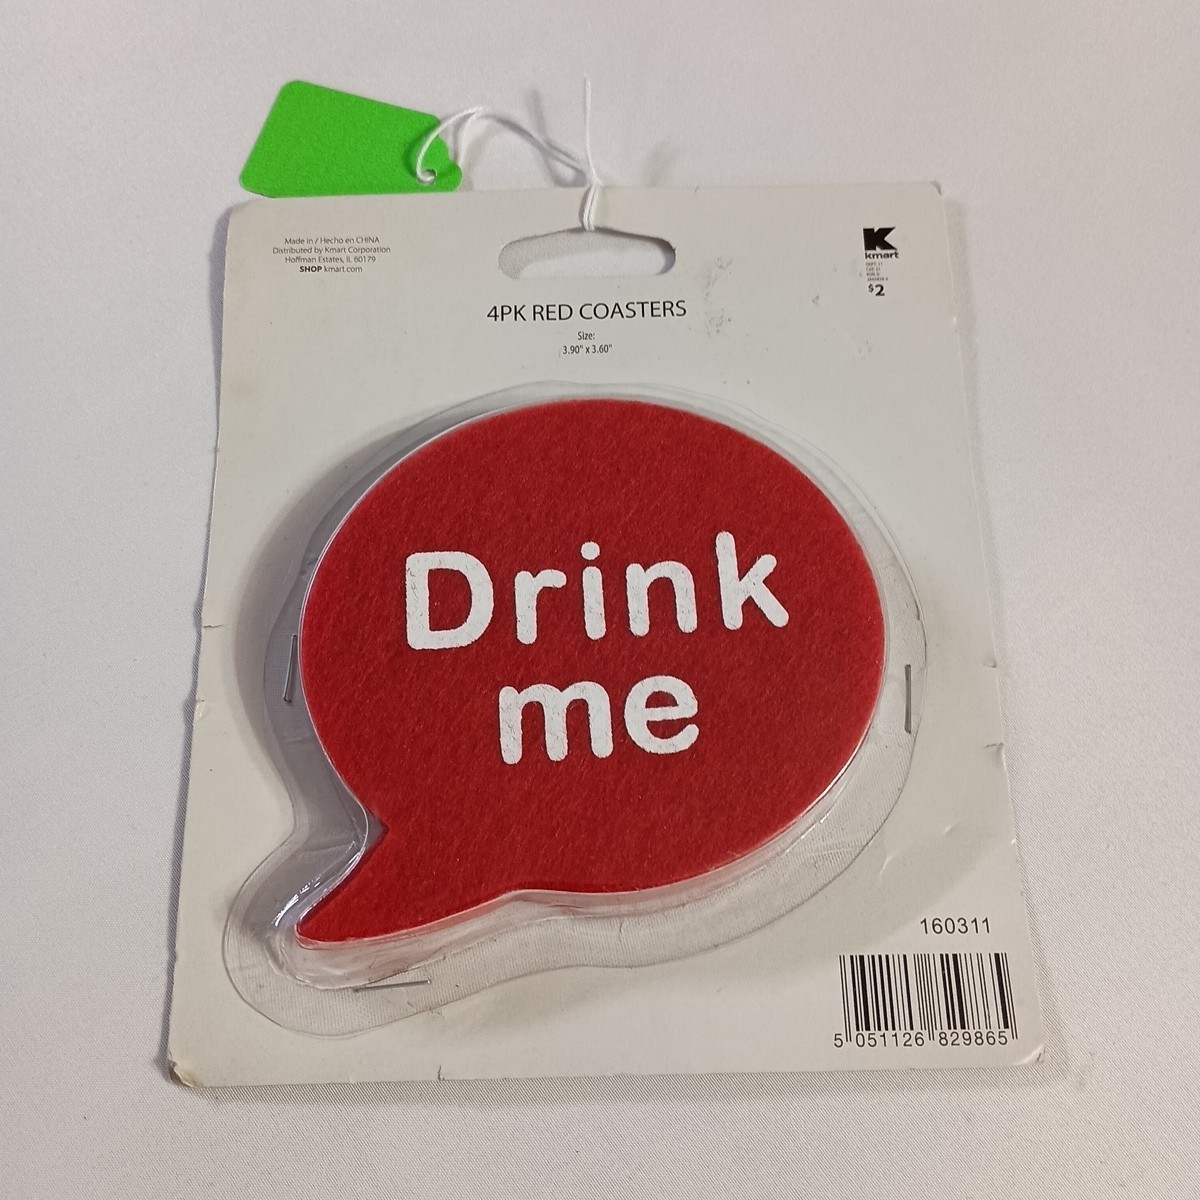 Made in / Hecho en CHINA
Distributed by Kmart Corporation
Hoffman Estates, IL 60179
SHOP kmart.com
K
kmart
$2
4PK RED COASTERS
Size:
3.90" x 3.60"
Drink
me
160311
5 051126 829865